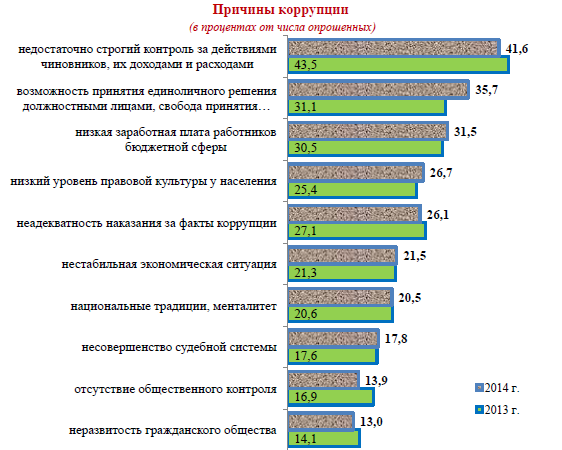 Причины коррупции
(в процентах от числа опрошенных)
недостаточно строгий контроль за действиями
чиновников, их доходами и расходами
41,6
43,5
возможность принятия единоличного решения
должностными лицами, свобода принятия…
35,7
31,1
низкая заработная плата работников
бюджетной сферы
31,5
30,5
низкий уровень правовой культуры у населения
26,7
25,4
неадекватность наказания за факты коррупции
26,1
27,1
нестабильная экономическая ситуация
21,5
21,3
национальные традиции, менталитет
20,5
20,6
несовершенство судебной системы
17,8
17,6
отсутствие общественного контроля
13,9
16,9
неразвитость гражданского общества
13,0
14,1
2014 г.
2013 г.